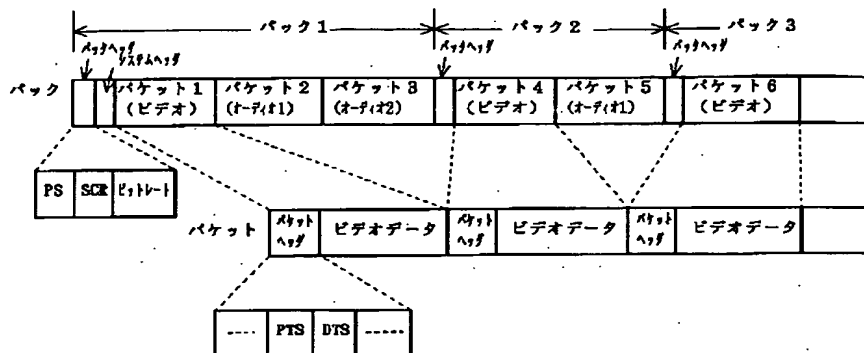 パック1 パック2 パック3
パックヘッダ パックヘッダ パックヘッダ
システムヘッダ
パック パケット1 パケット2 パケット3 パケット4 パケット5 パケット6
(ビデオ) (オーディオ1) (オーディオ2) (ビデオ) (オーディオ1) (ビデオ)
PS SCR ビットレート
パケット パケット ビデオデータ パケット ビデオデータ パケット ビデオデータ
ヘッダ ヘッダ ヘッダ
---- PTS DTS -----